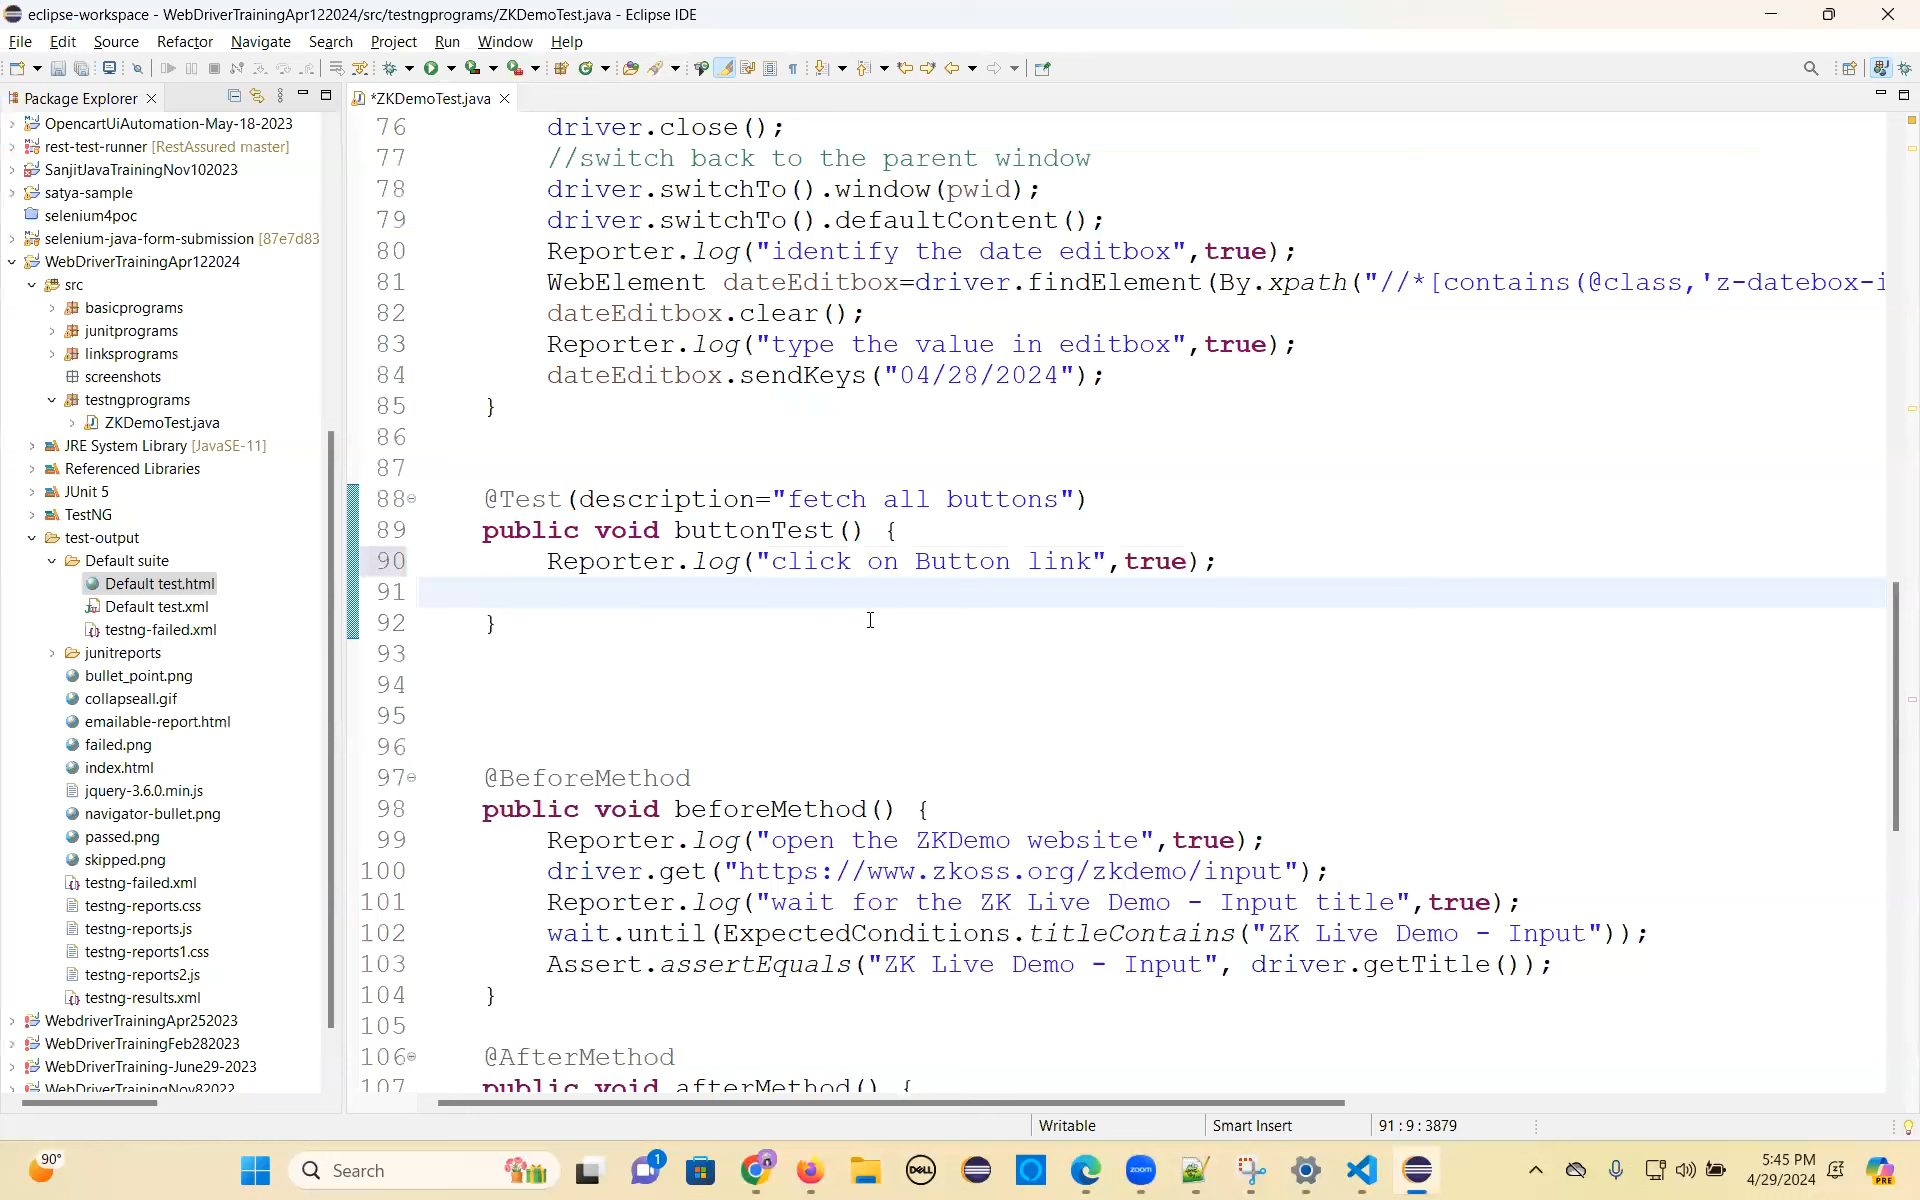 eclipse-workspace - WebDriverTrainingApr122024/src/testngprograms/ZKDemoTest.java - Eclipse IDE
File Edit Source Refactor Navigate Search Project Run Window Help
Package Explorer
*ZKDemoTest.java
OpencartUiAutomation-May-18-2023
rest-test-runner [RestAssured master]
SanjitJavaTrainingNov102023
satya-sample
selenium4poc
selenium-java-form-submission [87e7d83
WebDriverTrainingApr122024
src
basicprograms
junitprograms
linksprograms
screenshots
testngprograms
ZKDemoTest.java
JRE System Library [JavaSE-11]
Referenced Libraries
JUnit 5
TestNG
test-output
Default suite
Default test.html
Default test.xml
testng-failed.xml
junitreports
bullet_point.png
collapseall.gif
emailable-report.html
failed.png
index.html
jquery-3.6.0.min.js
navigator-bullet.png
passed.png
skipped.png
testng-failed.xml
testng-reports.css
testng-reports.js
testng-reports1.css
testng-reports2.js
testng-results.xml
WebdriverTrainingApr252023
WebDriverTrainingFeb282023
WebDriverTraining-June29-2023
WebDriverTrainingNov82022
76 driver.close();
77 //switch back to the parent window
78 driver.switchTo().window(pwid);
79 driver.switchTo().defaultContent();
80 Reporter.log("identify the date editbox",true);
81 WebElement dateEditbox=driver.findElement(By.xpath("//*[contains(@class,'z-datebox-i
82 dateEditbox.clear();
83 Reporter.log("type the value in editbox",true);
84 dateEditbox.sendKeys("04/28/2024");
85 }
86
87
88 @Test(description="fetch all buttons")
89 public void buttonTest() {
90 Reporter.log("click on Button link",true);
91
92 }
93
94
95
96
97 @BeforeMethod
98 public void beforeMethod() {
99 Reporter.log("open the ZKDemo website",true);
100 driver.get("https://www.zkoss.org/zkdemo/input");
101 Reporter.log("wait for the ZK Live Demo - Input title",true);
102 wait.until(ExpectedConditions.titleContains("ZK Live Demo - Input"));
103 Assert.assertEquals("ZK Live Demo - Input", driver.getTitle());
104 }
105
106 @AfterMethod
107 public void afterMethod() {
Writable Smart Insert 91 : 9 : 3879
90°
Search
1
DELL
zoom
5:45 PM
4/29/2024
PRE